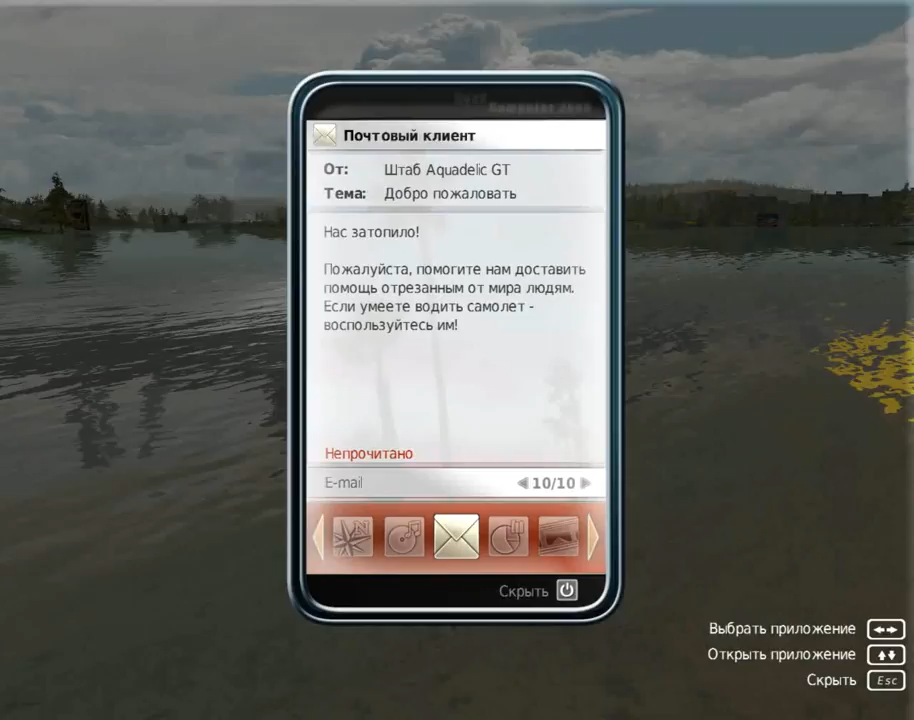 Почтовый клиент
От: Штаб Aquadelic GT
Тема: Добро пожаловать
Нас затопило!
Пожалуйста, помогите нам доставить
помощь отрезанным от мира людям.
Если умеете водить самолет -
воспользуйтесь им!
Непрочитано
E-mail 10/10
Скрыть
Выбрать приложение
Открыть приложение
Скрыть Esc